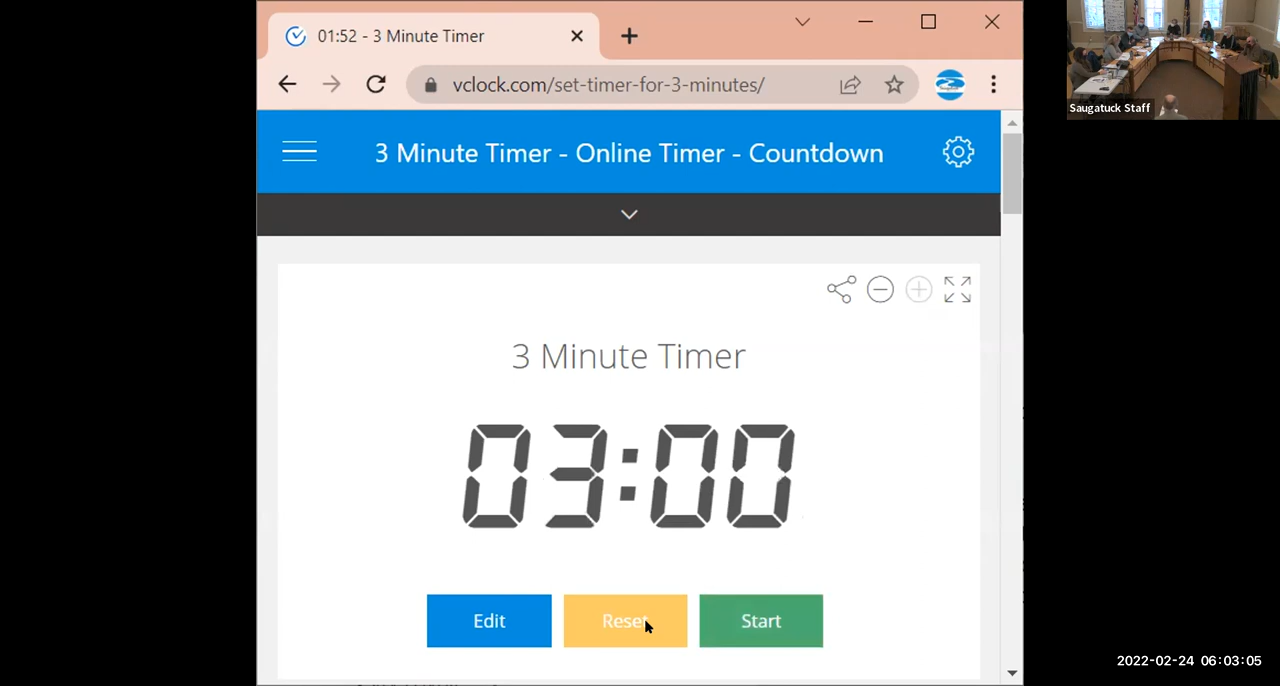 01:52 - 3 Minute Timer
vclock.com/set-timer-for-3-minutes/
3 Minute Timer - Online Timer - Countdown
3 Minute Timer
03:00
Edit
Reset
Start
Saugatuck Staff
2022-02-24 06:03:05